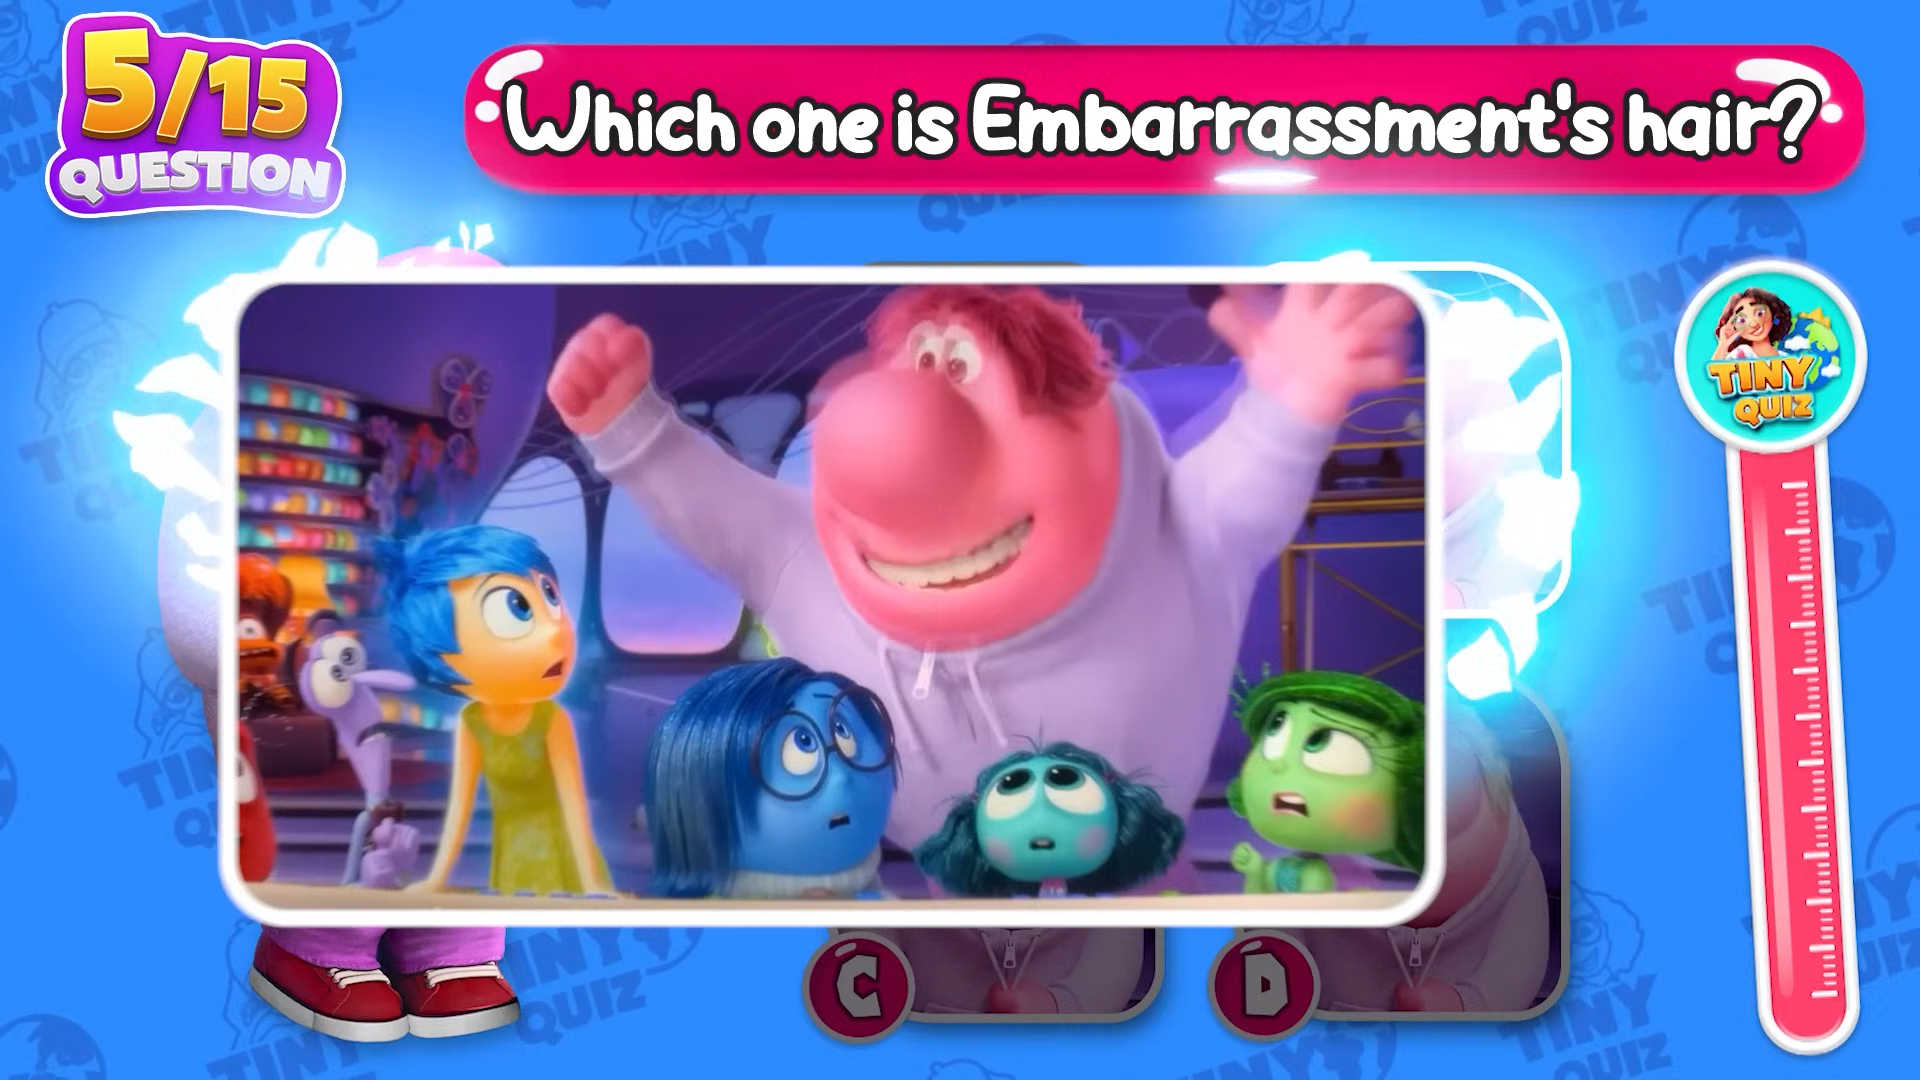 5/15
QUESTION
Which one is Embarrassment's hair?
TINY
QUIZ
C
D